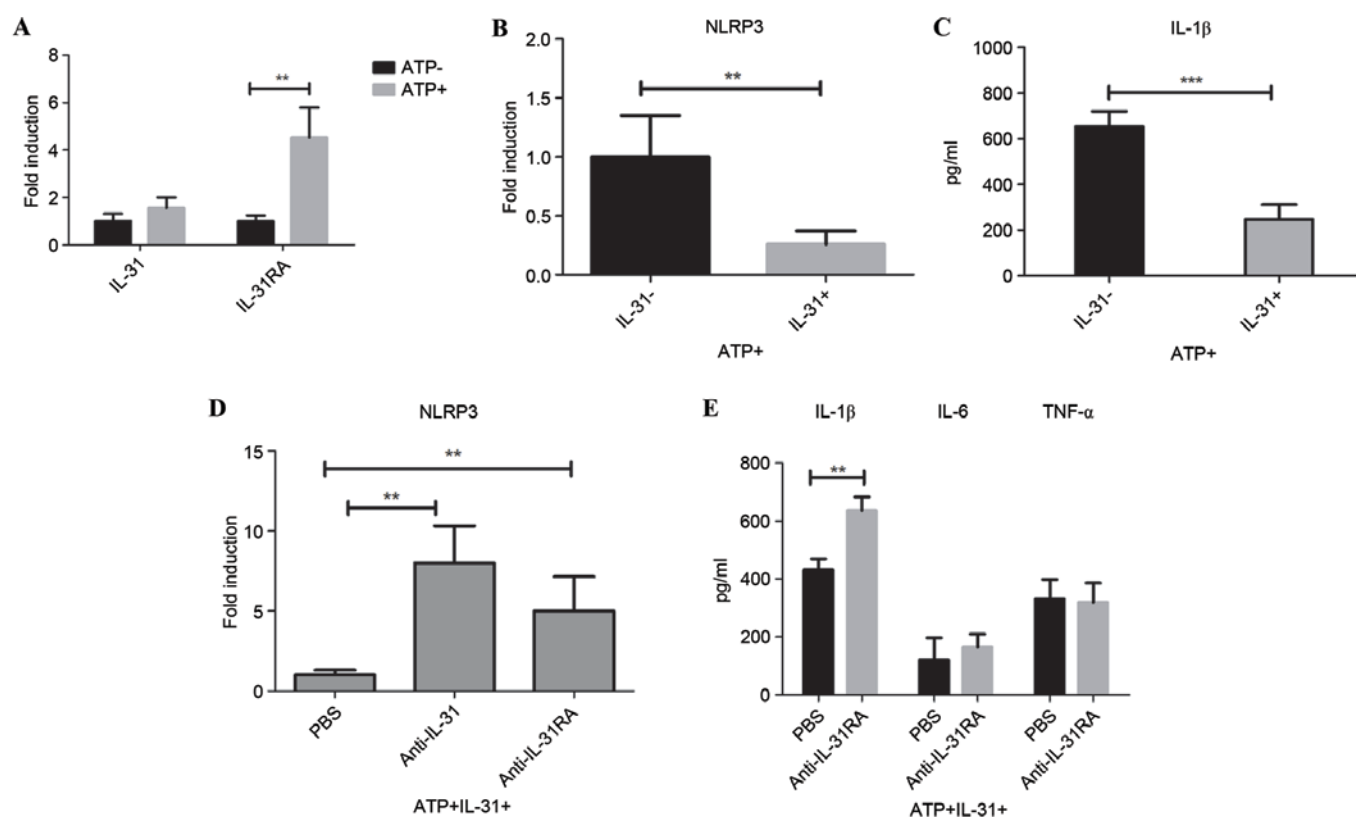 A
8
6
4
2
0
Fold induction
**
ATP-
ATP+
IL-31
IL-31RA
B
NLRP3
2.0
1.5
1.0
0.5
0.0
Fold induction
**
IL-31-
IL-31+
ATP+
C
IL-1β
1000
800
600
400
200
0
pg/ml
***
IL-31-
IL-31+
ATP+
D
NLRP3
15
10
5
0
Fold induction
**
**
PBS
Anti-IL-31
Anti-IL-31RA
ATP+IL-31+
E
IL-1β IL-6 TNF-α
800
600
400
200
0
pg/ml
**
PBS
Anti-IL-31RA
PBS
Anti-IL-31RA
PBS
Anti-IL-31RA
ATP+IL-31+